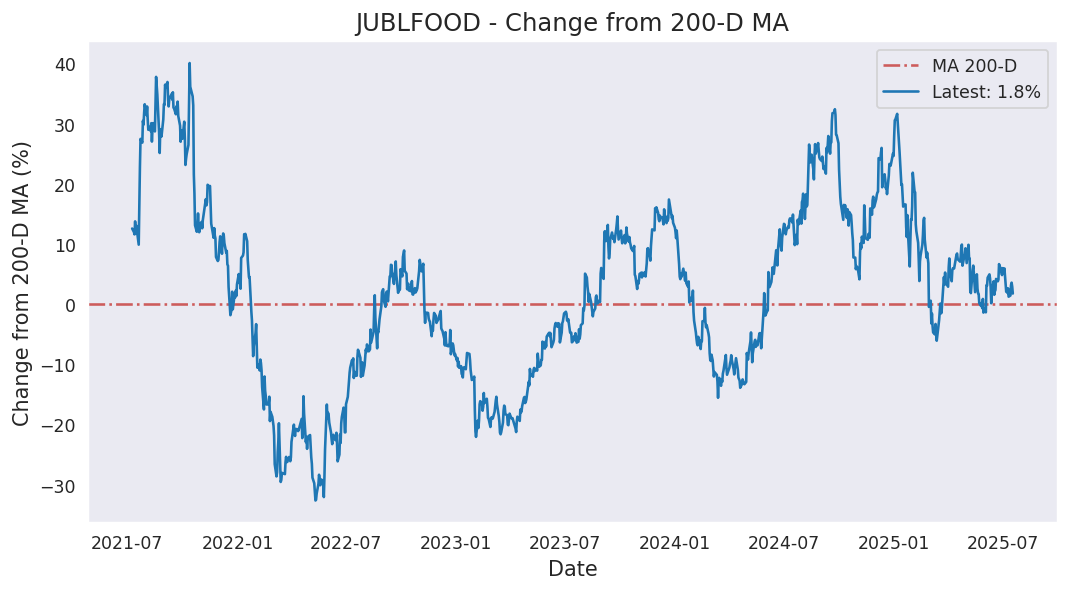 JUBLFOOD - Change from 200-D MA
MA 200-D
Latest: 1.8%
Change from 200-D MA (%)
40
30
20
10
0
−10
−20
−30
2021-07 2022-01 2022-07 2023-01 2023-07 2024-01 2024-07 2025-01 2025-07
Date